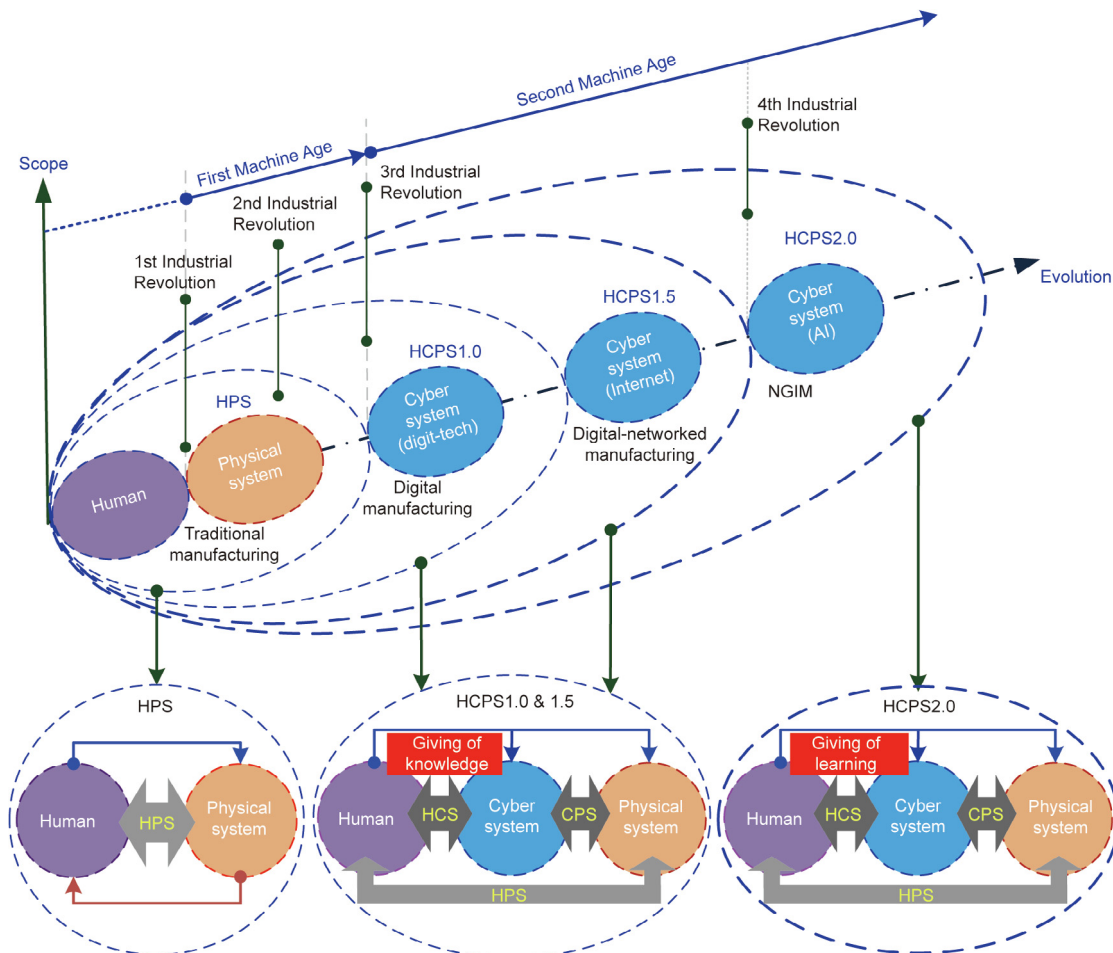 Second Machine Age
4th Industrial
Revolution
Scope
First Machine Age
3rd Industrial
Revolution
2nd Industrial
Revolution
HCPS2.0
1st Industrial
Revolution
Evolution
HCPS1.5
Cyber
system
(AI)
HCPS1.0
Cyber
system
(Internet)
NGIM
HPS
Cyber
system
(digit-tech)
Digital-networked
manufacturing
Physical
system
Human
Digital
manufacturing
Traditional
manufacturing
HPS
Human
HPS
Physical
system
HCPS1.0 & 1.5
Giving of
knowledge
Human
HCS
Cyber
system
CPS
Physical
system
HPS
HCPS2.0
Giving of
learning
Human
HCS
Cyber
system
CPS
Physical
system
HPS